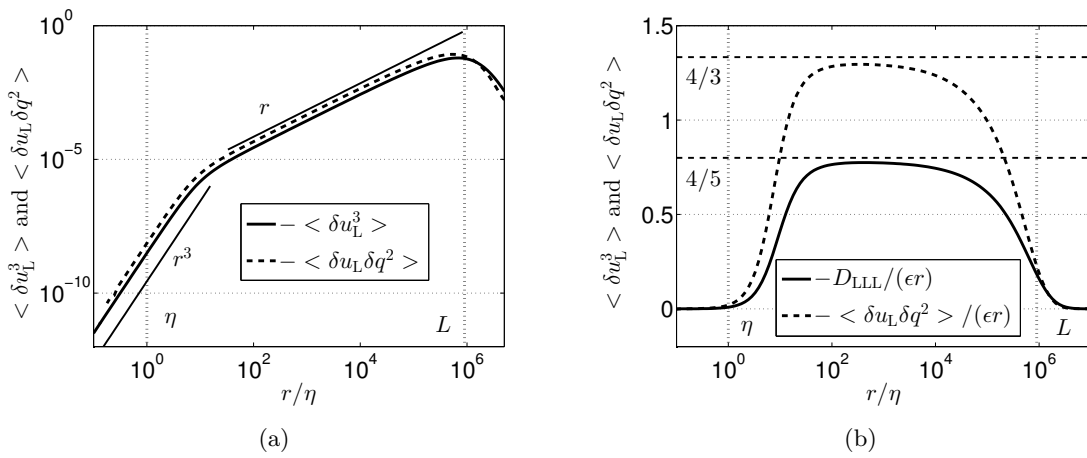 < δu_L^3 > and < δu_L δq^2 >
10^0
10^{-5}
10^{-10}
r
r^3
η
L
− < δu_L^3 >
− < δu_L δq^2 >
10^0 10^2 10^4 10^6
r/η
(a)
< δu_L^3 > and < δu_L δq^2 >
1.5
1
0.5
0
4/3
4/5
η
L
−D_LLL/(ϵr)
− < δu_L δq^2 > /(ϵr)
10^0 10^2 10^4 10^6
r/η
(b)